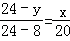 24 − y / 24 − 8 = x / 20